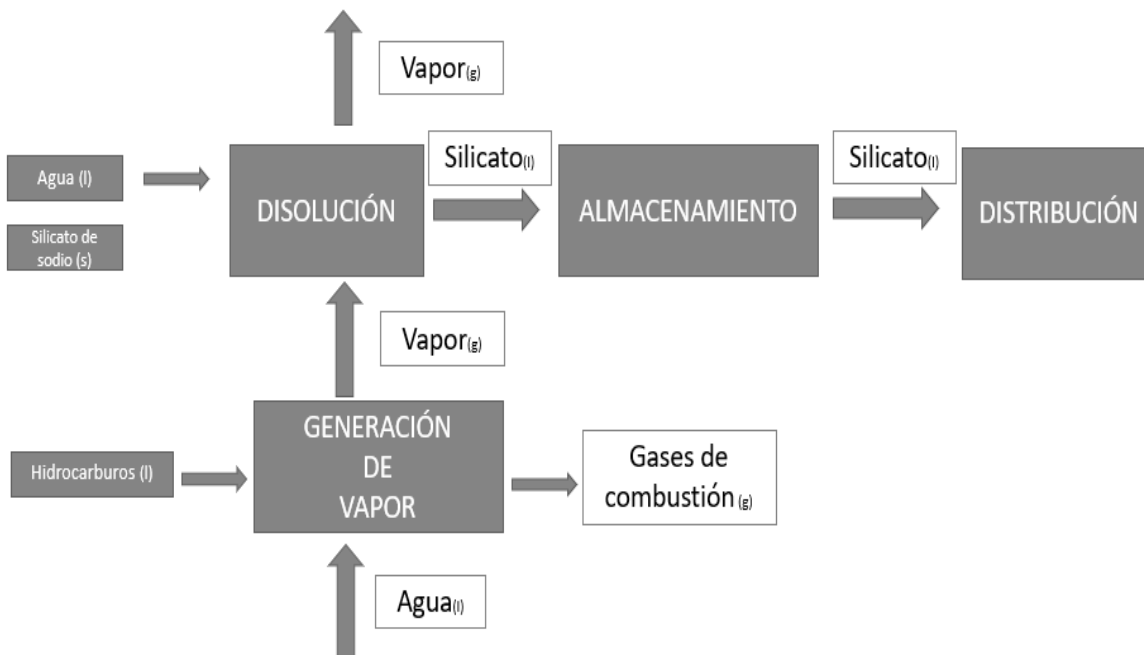 Vapor(g)
Silicato(l)
Silicato(l)
Agua (l)
DISOLUCIÓN
ALMACENAMIENTO
DISTRIBUCIÓN
Silicato de
sodio (s)
Vapor(g)
GENERACIÓN
DE
VAPOR
Hidrocarburos (l)
Gases de
combustión (g)
Agua(l)